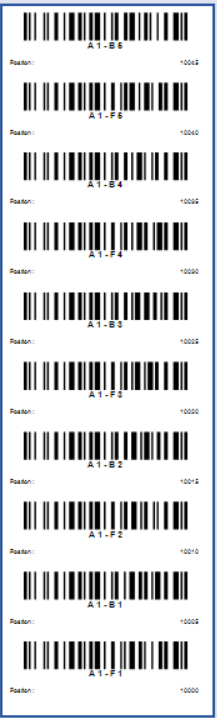 A1-B5
Position: 10045
A1-F5
Position: 10040
A1-B4
Position: 10035
A1-F4
Position: 10030
A1-B3
Position: 10025
A1-F3
Position: 10020
A1-B2
Position: 10015
A1-F2
Position: 10010
A1-B1
Position: 10005
A1-F1
Position: 10000